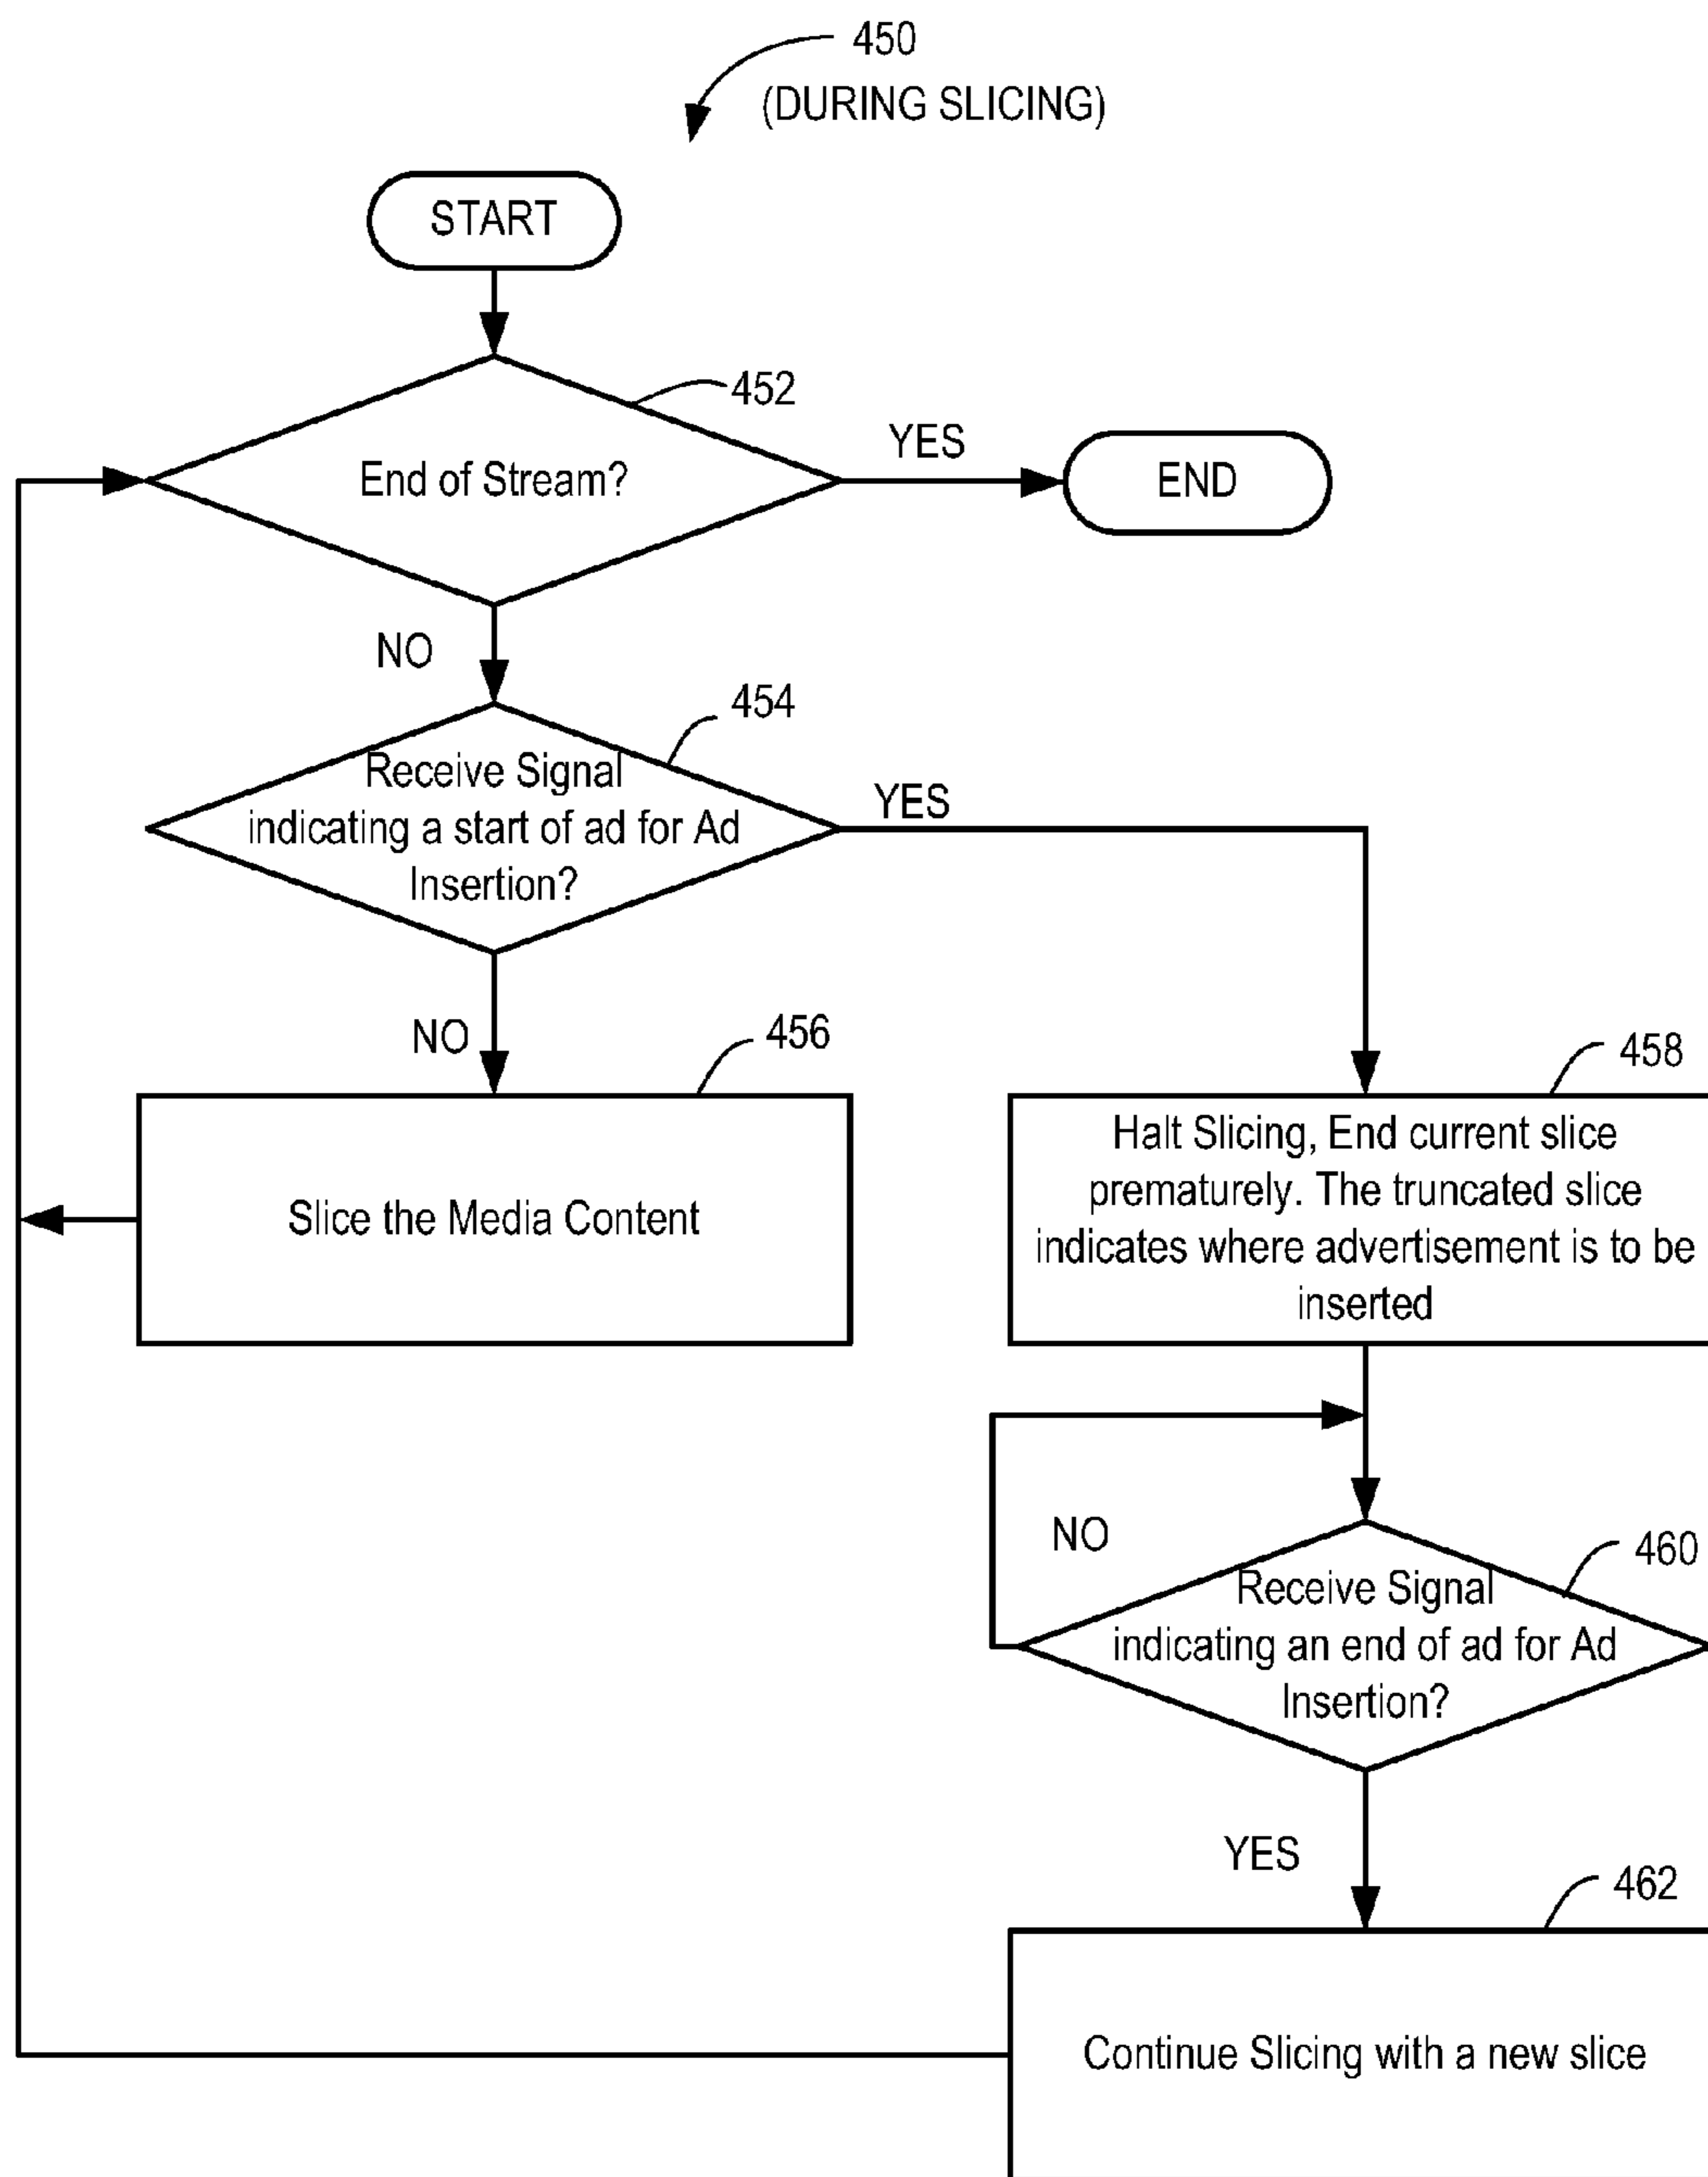 450
(DURING SLICING)
START
452
End of Stream?
YES
END
NO
454
Receive Signal
indicating a start of ad for Ad
Insertion?
YES
NO
456
Slice the Media Content
458
Halt Slicing, End current slice
prematurely. The truncated slice
indicates where advertisement is to be
inserted
NO
460
Receive Signal
indicating an end of ad for Ad
Insertion?
YES
462
Continue Slicing with a new slice